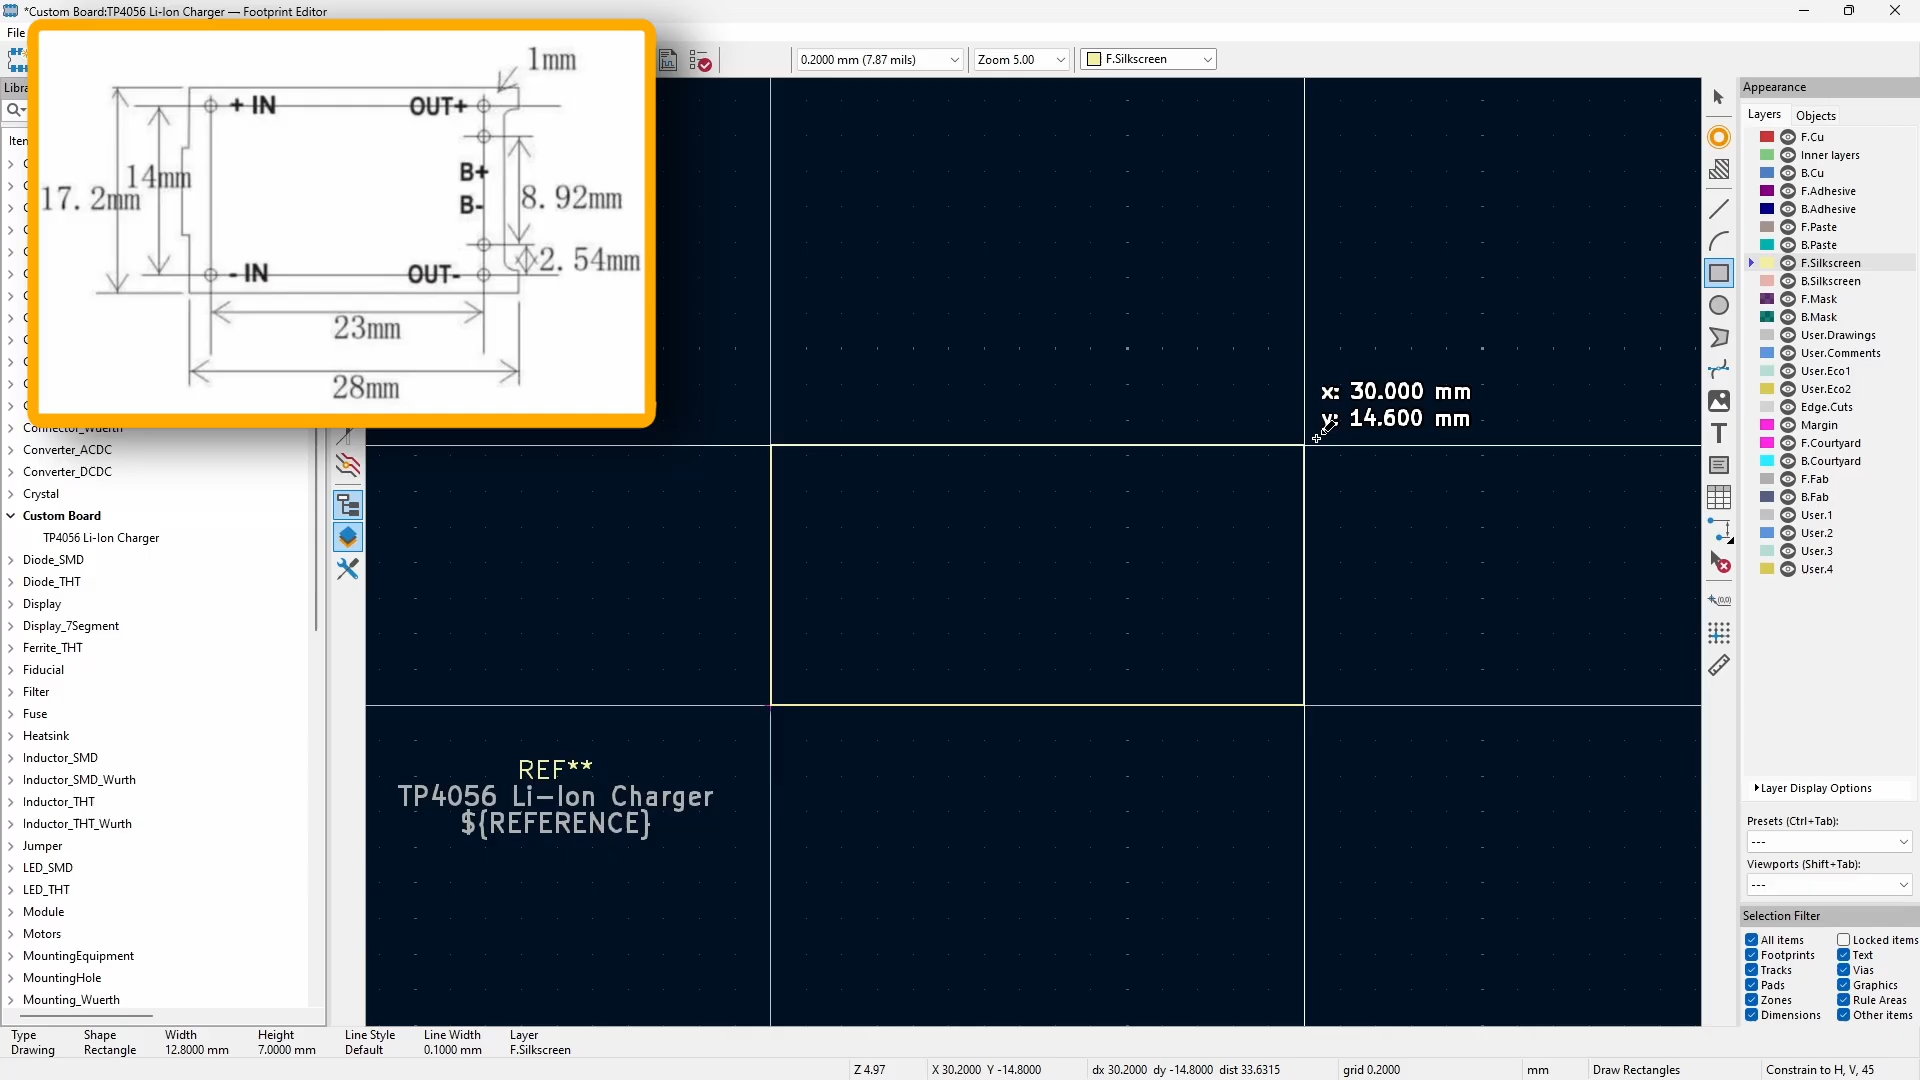 *Custom Board:TP4056 Li-Ion Charger — Footprint Editor
File
0.2000 mm (7.87 mils)
Zoom 5.00
F.Silkscreen
1mm
+ IN
OUT+
B+
B-
14mm
17.2mm
8.92mm
2.54mm
- IN
OUT-
23mm
28mm
Converter_ACDC
Converter_DCDC
Crystal
Custom Board
TP4056 Li-Ion Charger
Diode_SMD
Diode_THT
Display
Display_7Segment
Ferrite_THT
Fiducial
Filter
Fuse
Heatsink
Inductor_SMD
Inductor_SMD_Wurth
Inductor_THT
Inductor_THT_Wurth
Jumper
LED_SMD
LED_THT
Module
Motors
MountingEquipment
MountingHole
Mounting_Wuerth
x: 30.000 mm
y: 14.600 mm
REF**
TP4056 Li-Ion Charger
${REFERENCE}
Appearance
Layers Objects
F.Cu
Inner layers
B.Cu
F.Adhesive
B.Adhesive
F.Paste
B.Paste
F.Silkscreen
B.Silkscreen
F.Mask
B.Mask
User.Drawings
User.Comments
User.Eco1
User.Eco2
Edge.Cuts
Margin
F.Courtyard
B.Courtyard
F.Fab
B.Fab
User.1
User.2
User.3
User.4
Layer Display Options
Presets (Ctrl+Tab):
---
Viewports (Shift+Tab):
---
Selection Filter
All items Locked items
Footprints Text
Tracks Vias
Pads Graphics
Zones Rule Areas
Dimensions Other items
Type Shape Width Height Line Style Line Width Layer
Drawing Rectangle 12.8000 mm 7.0000 mm Default 0.1000 mm F.Silkscreen
Z 4.97 X 30.2000 Y -14.8000 dx 30.2000 dy -14.8000 dist 33.6315 grid 0.2000 mm Draw Rectangles Constrain to H, V, 45